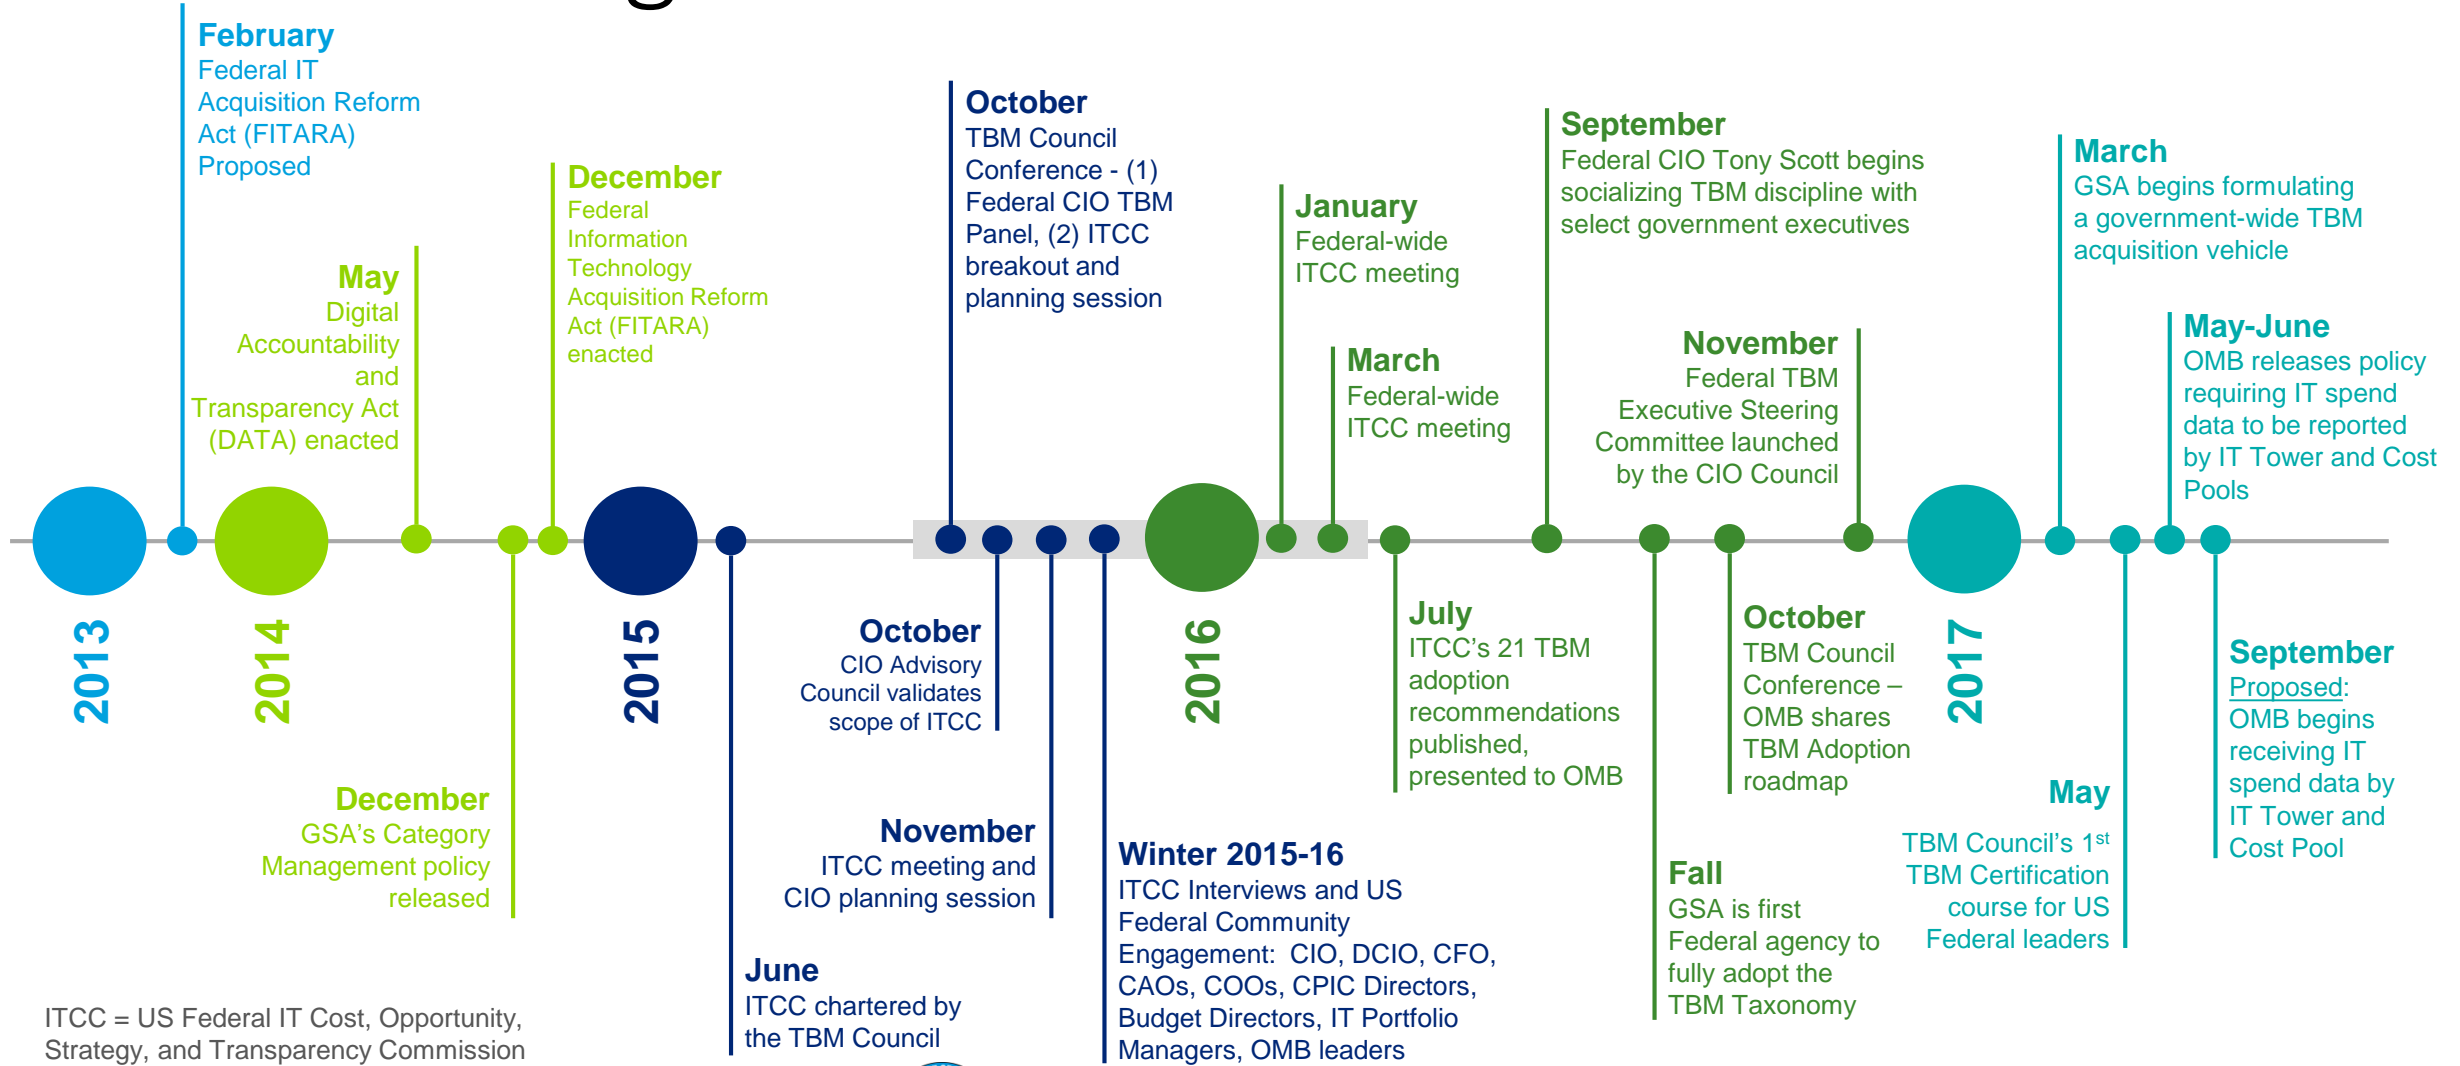 February
Federal IT
Acquisition Reform
Act (FITARA)
Proposed
May
Digital
Accountability
and
Transparency Act
(DATA) enacted
December
Federal
Information
Technology
Acquisition Reform
Act (FITARA)
enacted
October
TBM Council
Conference - (1)
Federal CIO TBM
Panel, (2) ITCC
breakout and
planning session
January
Federal-wide
ITCC meeting
March
Federal-wide
ITCC meeting
September
Federal CIO Tony Scott begins
socializing TBM discipline with
select government executives
November
Federal TBM
Executive Steering
Committee launched
by the CIO Council
March
GSA begins formulating
a government-wide TBM
acquisition vehicle
May-June
OMB releases policy
requiring IT spend
data to be reported
by IT Tower and Cost
Pools
2013
2014
2015
2016
2017
December
GSA’s Category
Management policy
released
June
ITCC chartered by
the TBM Council
October
CIO Advisory
Council validates
scope of ITCC
November
ITCC meeting and
CIO planning session
Winter 2015-16
ITCC Interviews and US
Federal Community
Engagement: CIO, DCIO, CFO,
CAOs, COOs, CPIC Directors,
Budget Directors, IT Portfolio
Managers, OMB leaders
July
ITCC’s 21 TBM
adoption
recommendations
published,
presented to OMB
Fall
GSA is first
Federal agency to
fully adopt the
TBM Taxonomy
October
TBM Council
Conference –
OMB shares
TBM Adoption
roadmap
May
TBM Council’s 1st
TBM Certification
course for US
Federal leaders
September
Proposed:
OMB begins
receiving IT
spend data by
IT Tower and
Cost Pool
ITCC = US Federal IT Cost, Opportunity,
Strategy, and Transparency Commission